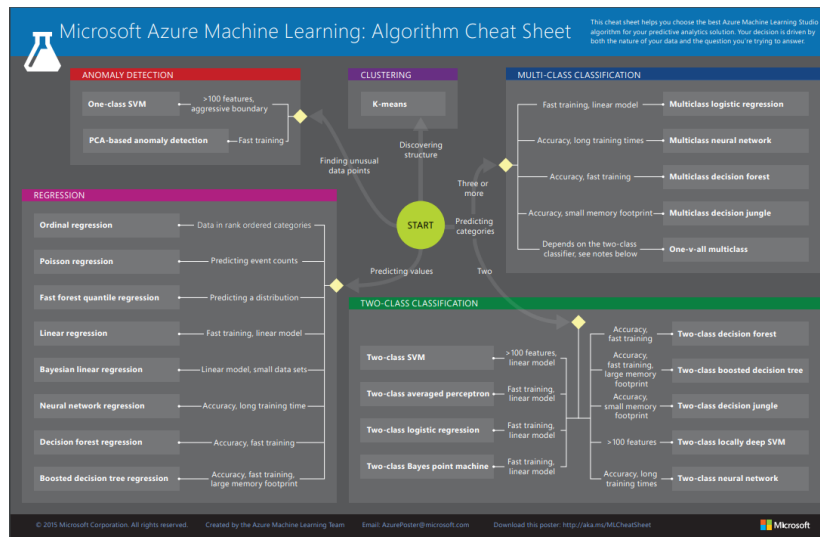 Microsoft Azure Machine Learning: Algorithm Cheat Sheet
This cheat sheet helps you choose the best Azure Machine Learning Studio
algorithm for your predictive analytics solution. Your decision is driven by
both the nature of your data and the question you're trying to answer.
ANOMALY DETECTION
One-class SVM
>100 features,
aggressive boundary
PCA-based anomaly detection
Fast training
CLUSTERING
K-means
MULTI-CLASS CLASSIFICATION
Fast training, linear model
Multiclass logistic regression
Accuracy, long training times
Multiclass neural network
Accuracy, fast training
Multiclass decision forest
Accuracy, small memory footprint
Multiclass decision jungle
Depends on the two-class
classifier, see notes below
One-v-all multiclass
Finding unusual
data points
Discovering
structure
Three or
more
START
Predicting
categories
Predicting values
Two
REGRESSION
Ordinal regression
Data in rank ordered categories
Poisson regression
Predicting event counts
Fast forest quantile regression
Predicting a distribution
Linear regression
Fast training, linear model
Bayesian linear regression
Linear model, small data sets
Neural network regression
Accuracy, long training time
Decision forest regression
Accuracy, fast training
Boosted decision tree regression
Accuracy, fast training,
large memory footprint
TWO-CLASS CLASSIFICATION
Two-class SVM
>100 features,
linear model
Two-class averaged perceptron
Fast training,
linear model
Two-class logistic regression
Fast training,
linear model
Two-class Bayes point machine
Fast training,
linear model
Accuracy,
fast training
Two-class decision forest
Accuracy,
fast training,
large memory
footprint
Two-class boosted decision tree
Accuracy,
small memory
footprint
Two-class decision jungle
>100 features
Two-class locally deep SVM
Accuracy, long
training times
Two-class neural network
© 2015 Microsoft Corporation. All rights reserved.
Created by the Azure Machine Learning Team
Email: AzurePoster@microsoft.com
Download this poster: http://aka.ms/MLCheatSheet
Microsoft